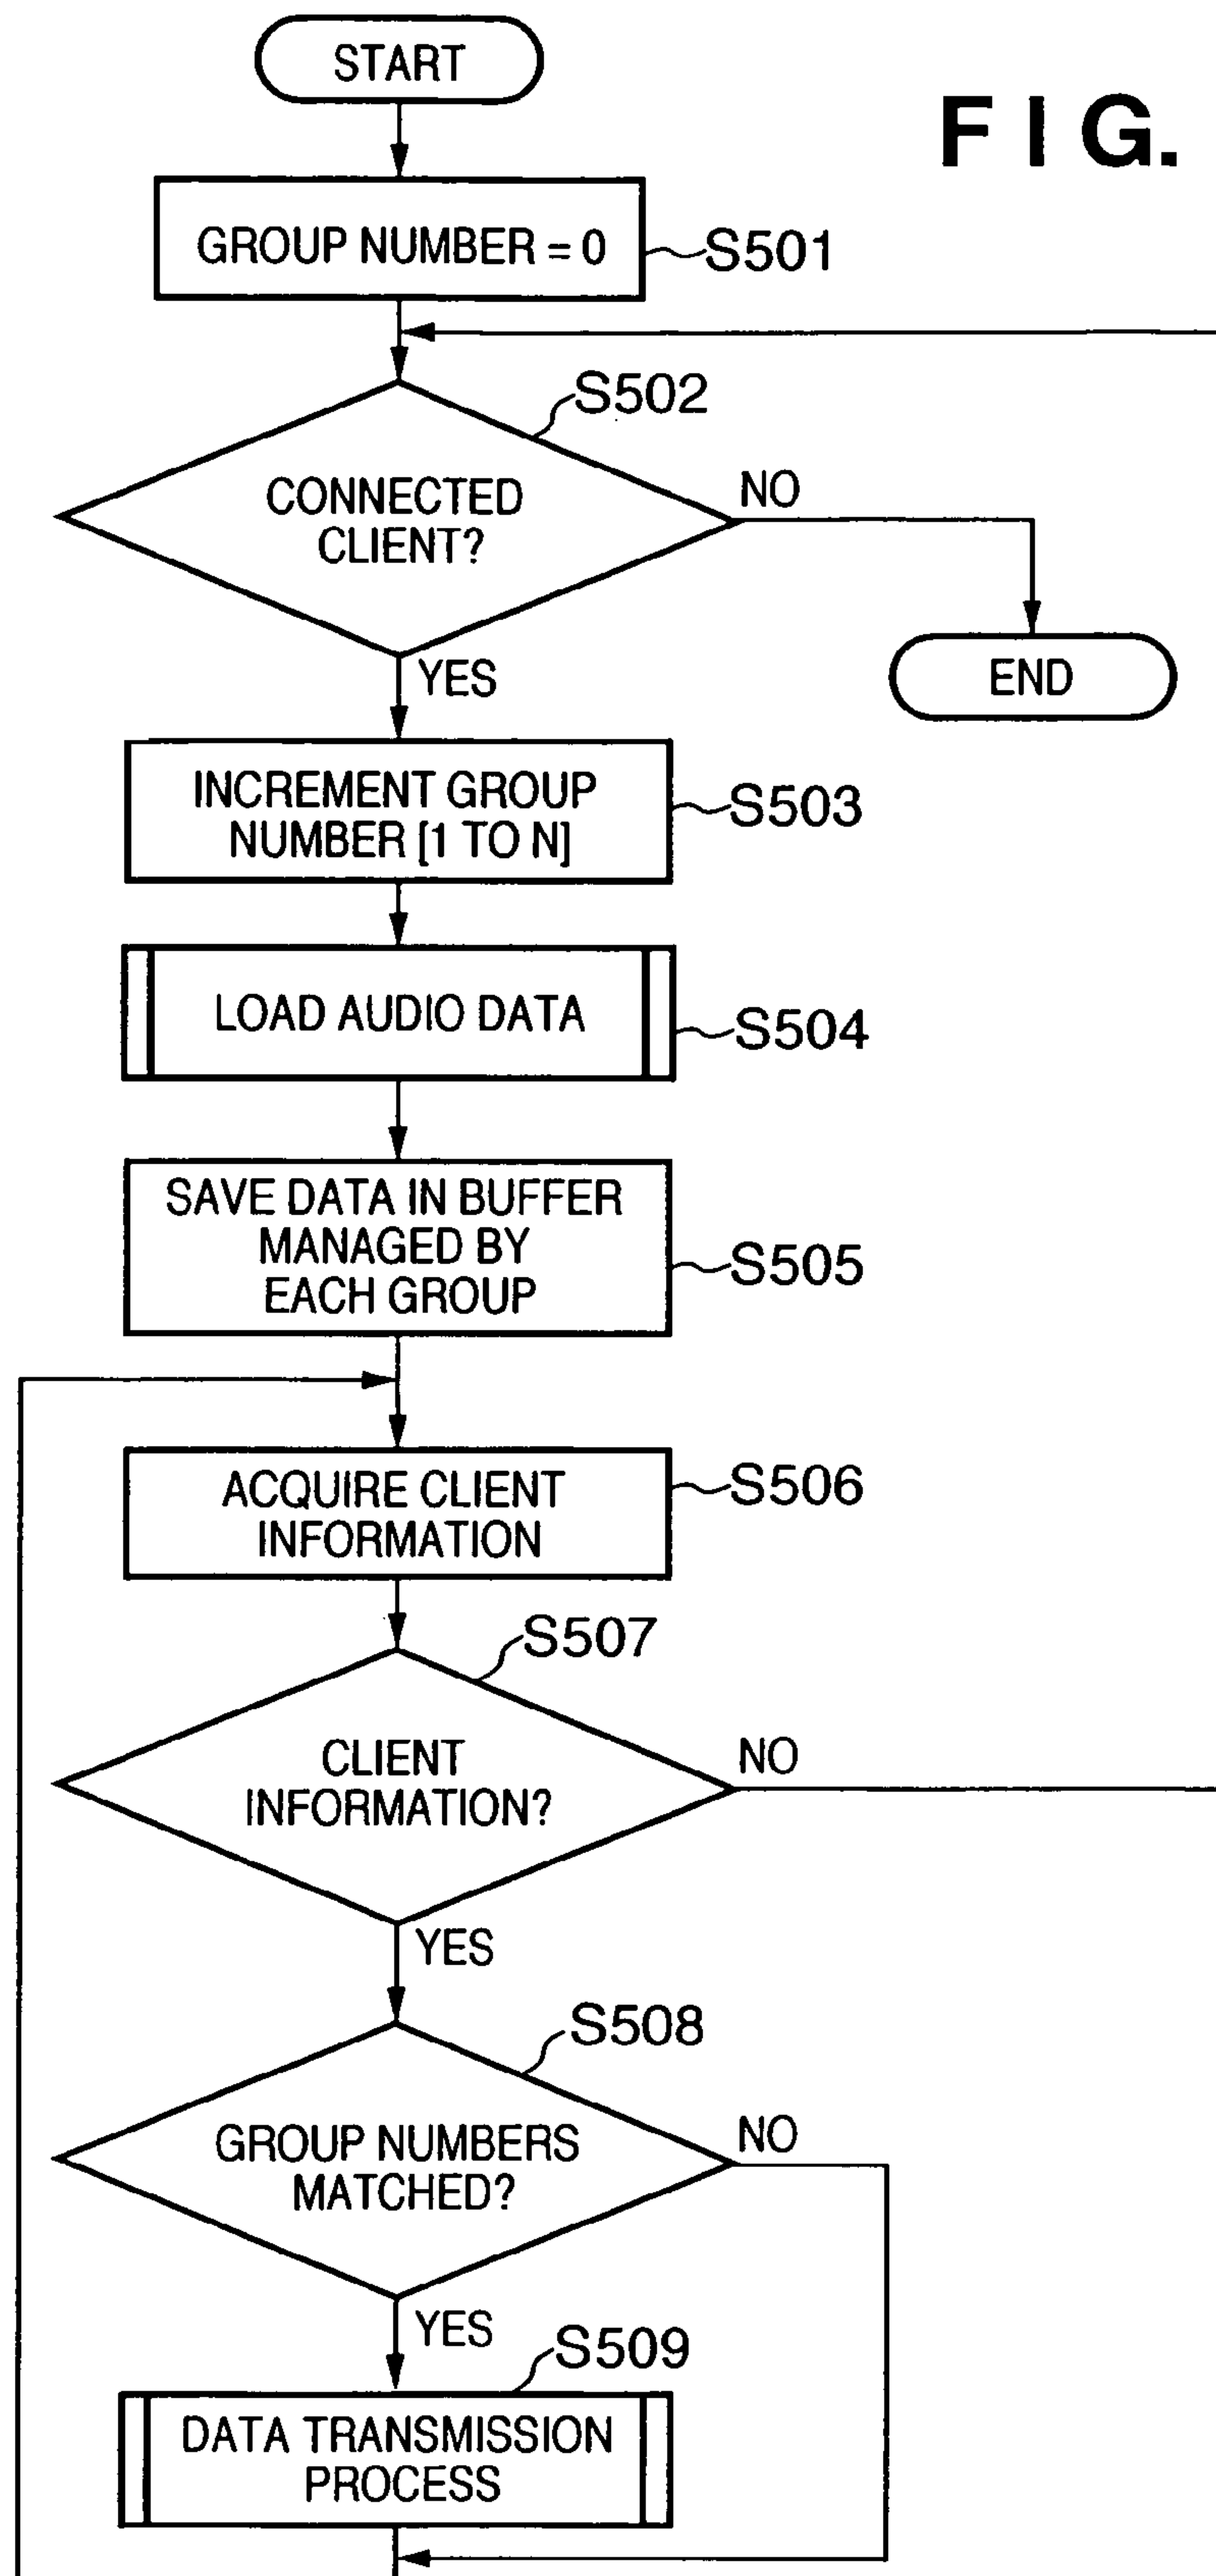 START
FIG.
GROUP NUMBER = 0
S501
S502
CONNECTED
CLIENT?
NO
YES
END
INCREMENT GROUP
NUMBER [1 TO N]
S503
LOAD AUDIO DATA
S504
SAVE DATA IN BUFFER
MANAGED BY
EACH GROUP
S505
ACQUIRE CLIENT
INFORMATION
S506
S507
CLIENT
INFORMATION?
NO
YES
S508
GROUP NUMBERS
MATCHED?
NO
YES
S509
DATA TRANSMISSION
PROCESS